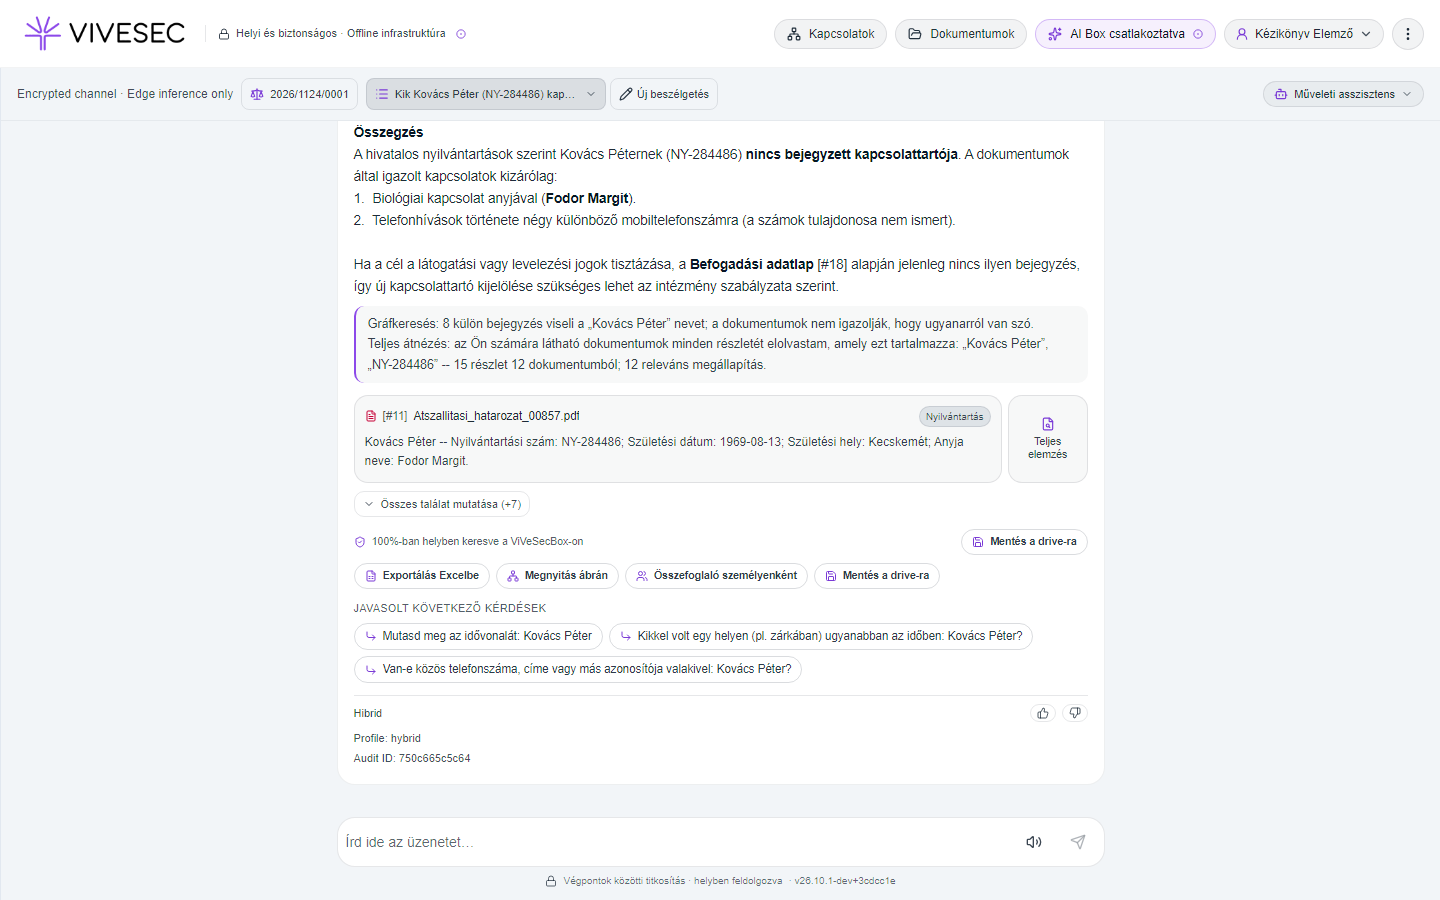 VIVESEC
Helyi és biztonságos · Offline infrastruktúra
Kapcsolatok
Dokumentumok
AI Box csatlakoztatva
Kézikönyv Elemző
Encrypted channel · Edge inference only
2026/1124/0001
Kik Kovács Péter (NY-284486) kap...
Új beszélgetés
Műveleti asszisztens
Összegzés
A hivatalos nyilvántartások szerint Kovács Péternek (NY-284486) nincs bejegyzett kapcsolattartója. A dokumentumok
által igazolt kapcsolatok kizárólag:
1. Biológiai kapcsolat anyjával (Fodor Margit).
2. Telefonhívások története négy különböző mobiltelefonszámra (a számok tulajdonosa nem ismert).
Ha a cél a látogatási vagy levelezési jogok tisztázása, a Befogadási adatlap [#18] alapján jelenleg nincs ilyen bejegyzés,
így új kapcsolattartó kijelölése szükséges lehet az intézmény szabályzata szerint.
Gráfkeresés: 8 külön bejegyzés viseli a „Kovács Péter” nevet; a dokumentumok nem igazolják, hogy ugyanarról van szó.
Teljes átnézés: az Ön számára látható dokumentumok minden részletét elolvastam, amely ezt tartalmazza: „Kovács Péter”,
„NY-284486” -- 15 részlet 12 dokumentumból; 12 releváns megállapítás.
[#11] Atszallitasi_hatarozat_00857.pdf
Nyilvántartás
Kovács Péter -- Nyilvántartási szám: NY-284486; Születési dátum: 1969-08-13; Születési hely: Kecskemét; Anyja
neve: Fodor Margit.
Teljes
elemzés
Összes találat mutatása (+7)
100%-ban helyben keresve a ViVeSecBox-on
Mentés a drive-ra
Exportálás Excelbe
Megnyitás ábrán
Összefoglaló személyenként
Mentés a drive-ra
JAVASOLT KÖVETKEZŐ KÉRDÉSEK
Mutasd meg az idővonalát: Kovács Péter
Kikkel volt egy helyen (pl. zárkában) ugyanabban az időben: Kovács Péter?
Van-e közös telefonszáma, címe vagy más azonosítója valakivel: Kovács Péter?
Hibrid
Profile: hybrid
Audit ID: 750c665c5c64
Írd ide az üzenetet...
Végpontok közötti titkosítás · helyben feldolgozva · v26.10.1-dev+3cdcc1e